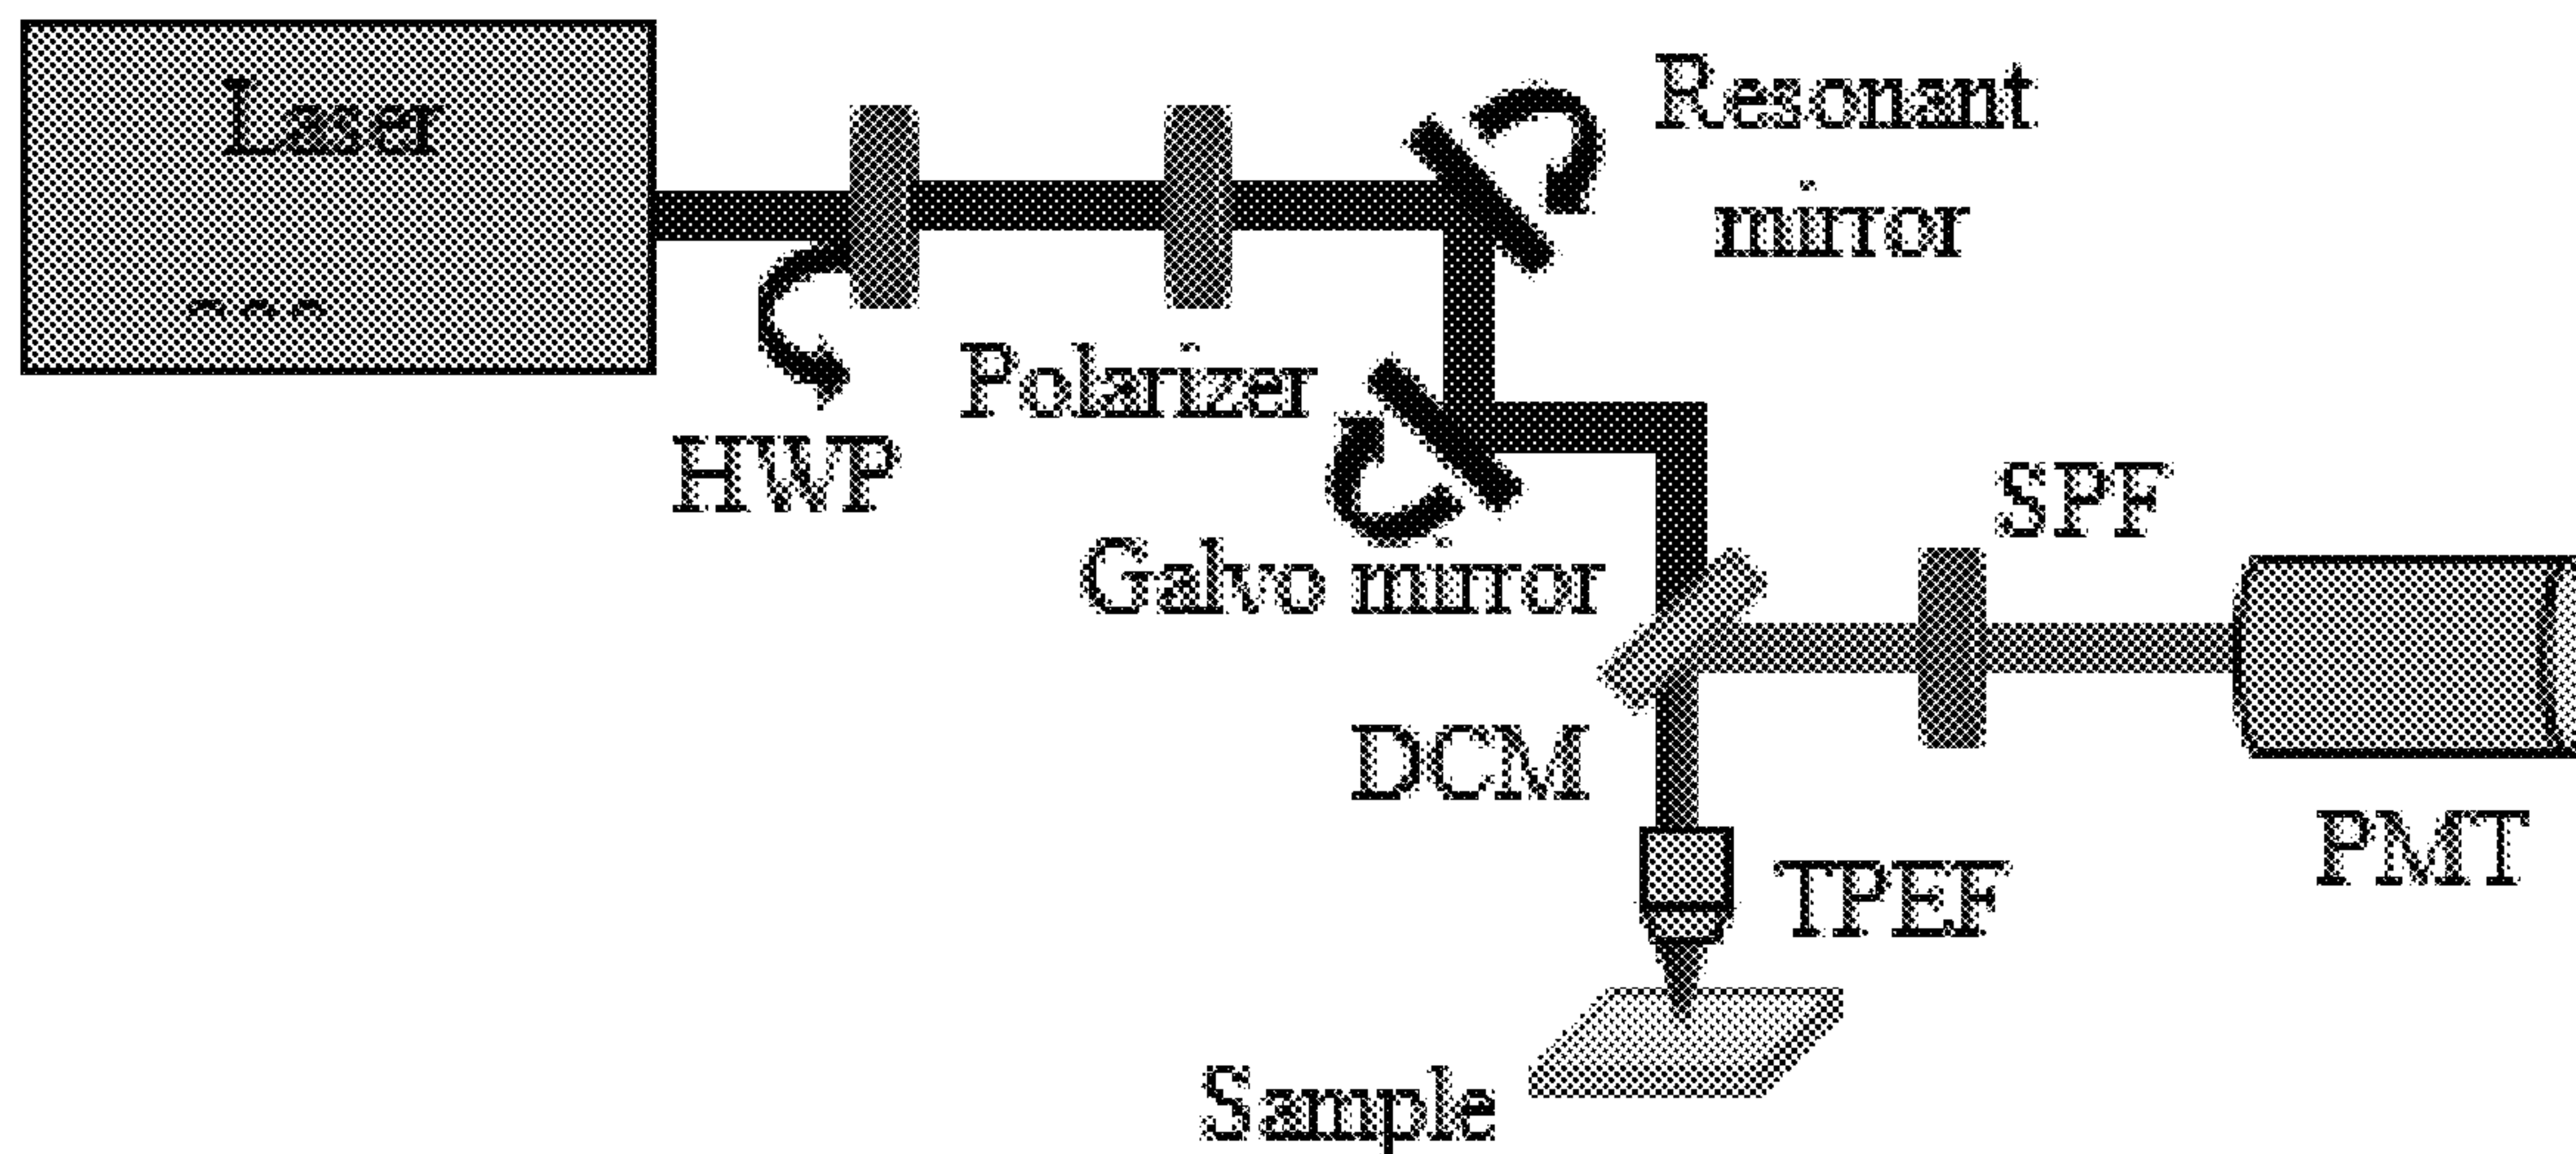 Laser
Resonant
mirror
Polarizer
HWP
SPF
Galvo mirror
DCM
PMT
TPEF
Sample